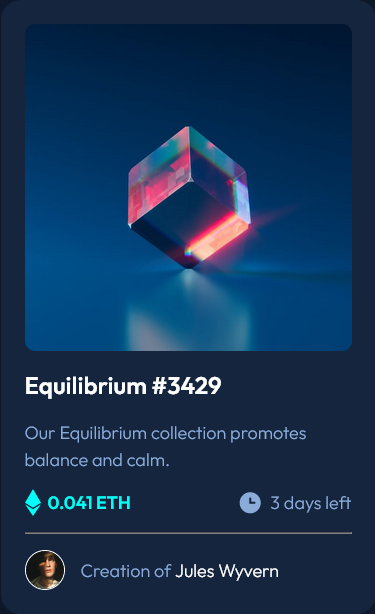 Equilibrium #3429
Our Equilibrium collection promotes
balance and calm.
0.041 ETH
3 days left
Creation of Jules Wyvern